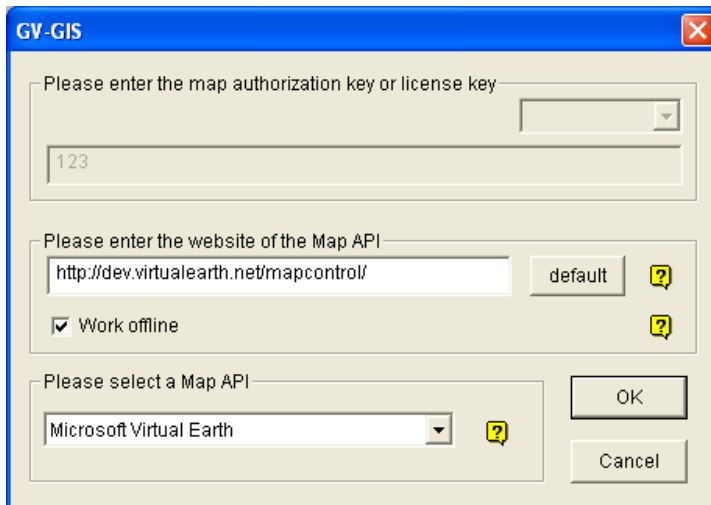 GV-GIS
Please enter the map authorization key or license key
123
Please enter the website of the Map API
http://dev.virtualearth.net/mapcontrol/
default
?
Work offline
?
Please select a Map API
Microsoft Virtual Earth
?
OK
Cancel